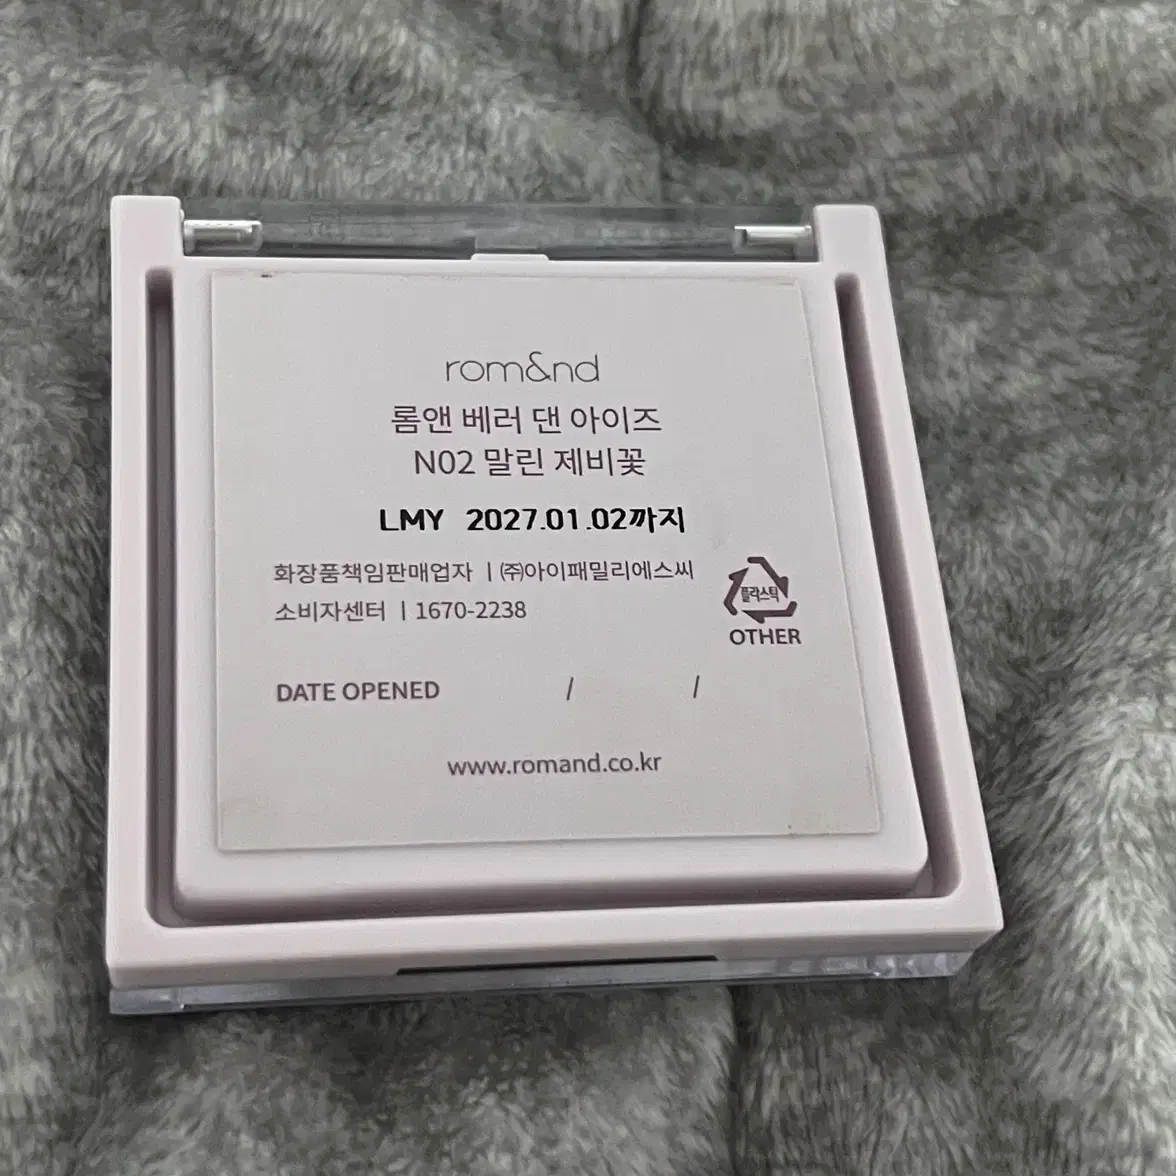 rom&nd
롬앤 베러 댄 아이즈
N02 말린 제비꽃
LMY 2027.01.02까지
화장품책임판매업자 | ㈜아이패밀리에스씨
소비자센터 | 1670-2238
플라스틱
OTHER
DATE OPENED / /
www.romand.co.kr